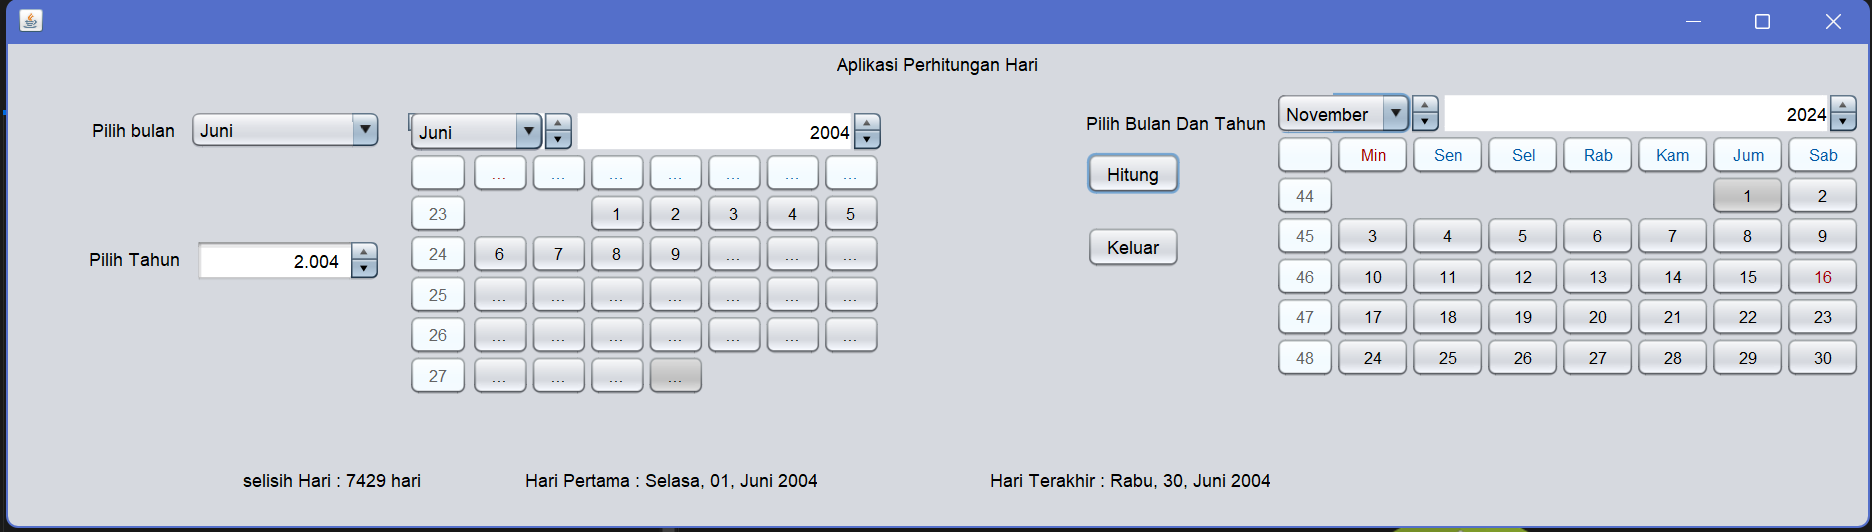 Aplikasi Perhitungan Hari
Pilih bulan Juni
Juni 2004
... ... ... ... ... ... ...
23 1 2 3 4 5
24 6 7 8 9 ... ... ...
25 ... ... ... ... ... ... ...
26 ... ... ... ... ... ... ...
27 ... ... ... ...
Pilih Tahun 2.004
Pilih Bulan Dan Tahun
Hitung
Keluar
November 2024
Min Sen Sel Rab Kam Jum Sab
44 1 2
45 3 4 5 6 7 8 9
46 10 11 12 13 14 15 16
47 17 18 19 20 21 22 23
48 24 25 26 27 28 29 30
selisih Hari : 7429 hari
Hari Pertama : Selasa, 01, Juni 2004
Hari Terakhir : Rabu, 30, Juni 2004